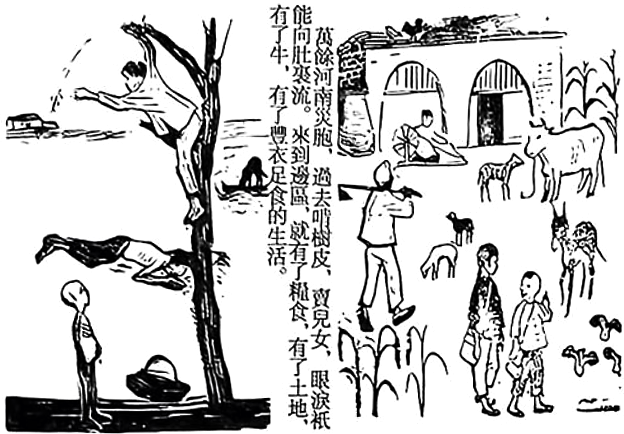 萬餘河南災胞，過去啃樹皮，賣兒女，眼淚祇
能向肚裏流。來到邊區，就有了糧食，有了土地，
有了牛，有了豐衣足食的生活。